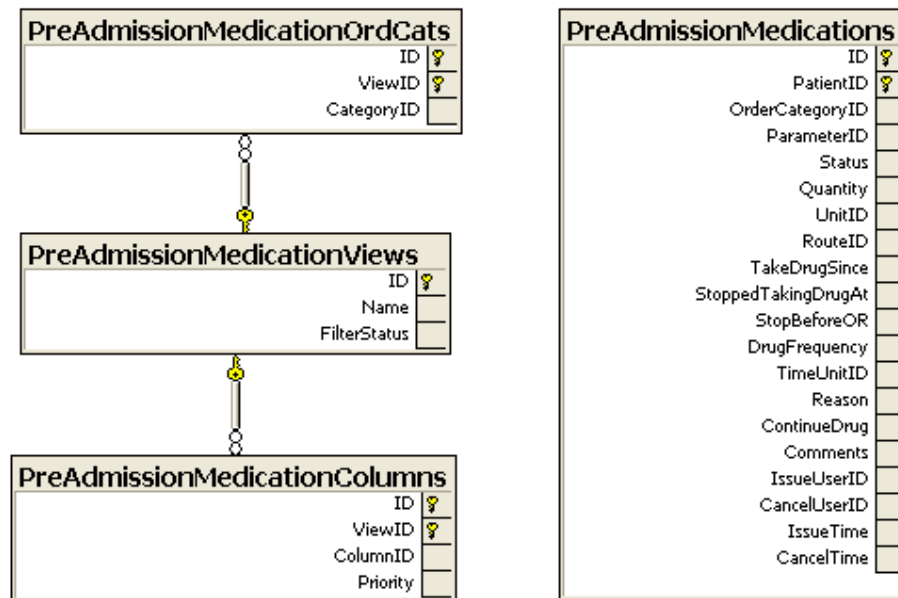 PreAdmissionMedicationOrdCats
ID
ViewID
CategoryID
PreAdmissionMedicationViews
ID
Name
FilterStatus
PreAdmissionMedicationColumns
ID
ViewID
ColumnID
Priority
PreAdmissionMedications
ID
PatientID
OrderCategoryID
ParameterID
Status
Quantity
UnitID
RouteID
TakeDrugSince
StoppedTakingDrugAt
StopBeforeOR
DrugFrequency
TimeUnitID
Reason
ContinueDrug
Comments
IssueUserID
CancelUserID
IssueTime
CancelTime